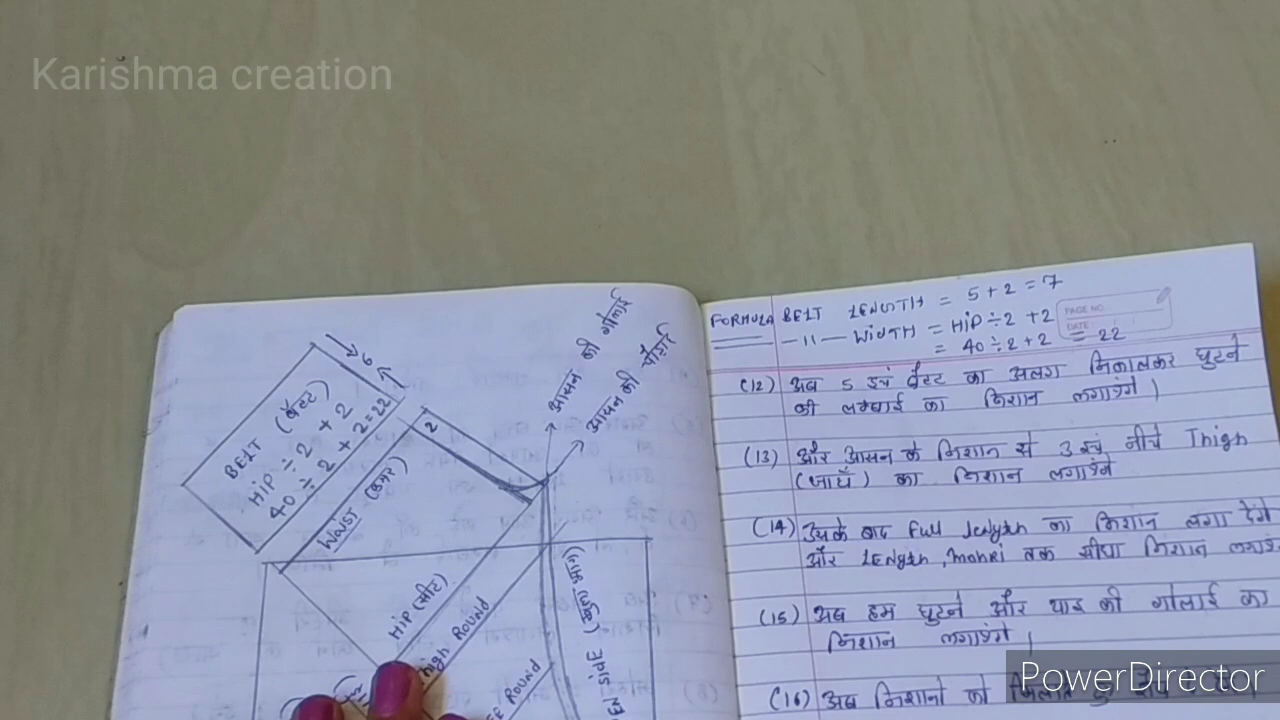 Karishma creation
BELT (बॅल्ट)
HIP ÷ 2 + 2
40 ÷ 2 + 2 = 22
6
2
WAIST (कमर)
HIP (सीट)
Thigh ROUND
ROUND
EN SIDE (खुला भाग)
आसन की गोलाई
आसन की चौड़ाई
FORMULA BELT LENGTH = 5 + 2 = 7
-11- WIDTH = HIP ÷ 2 + 2
= 40 ÷ 2 + 2 = 22
PAGE NO
DATE
(12) अब 5 इंच बैल्ट का अलग निकालकर घुटने
की लम्बाई का निशान लगाएंगे ।
(13) और आसन के निशान से 3 इंच नीचे Thigh
(जाघँ) का निशान लगाएंगे
(14) उसके बाद Full length का निशान लगा देंगे
और Length, mohri तक सीधा निशान
(15) अब हम घुटने और थाइ की गोलाई का
निशान लगाएंगे ।
(16) अब निशानो को
PowerDirector